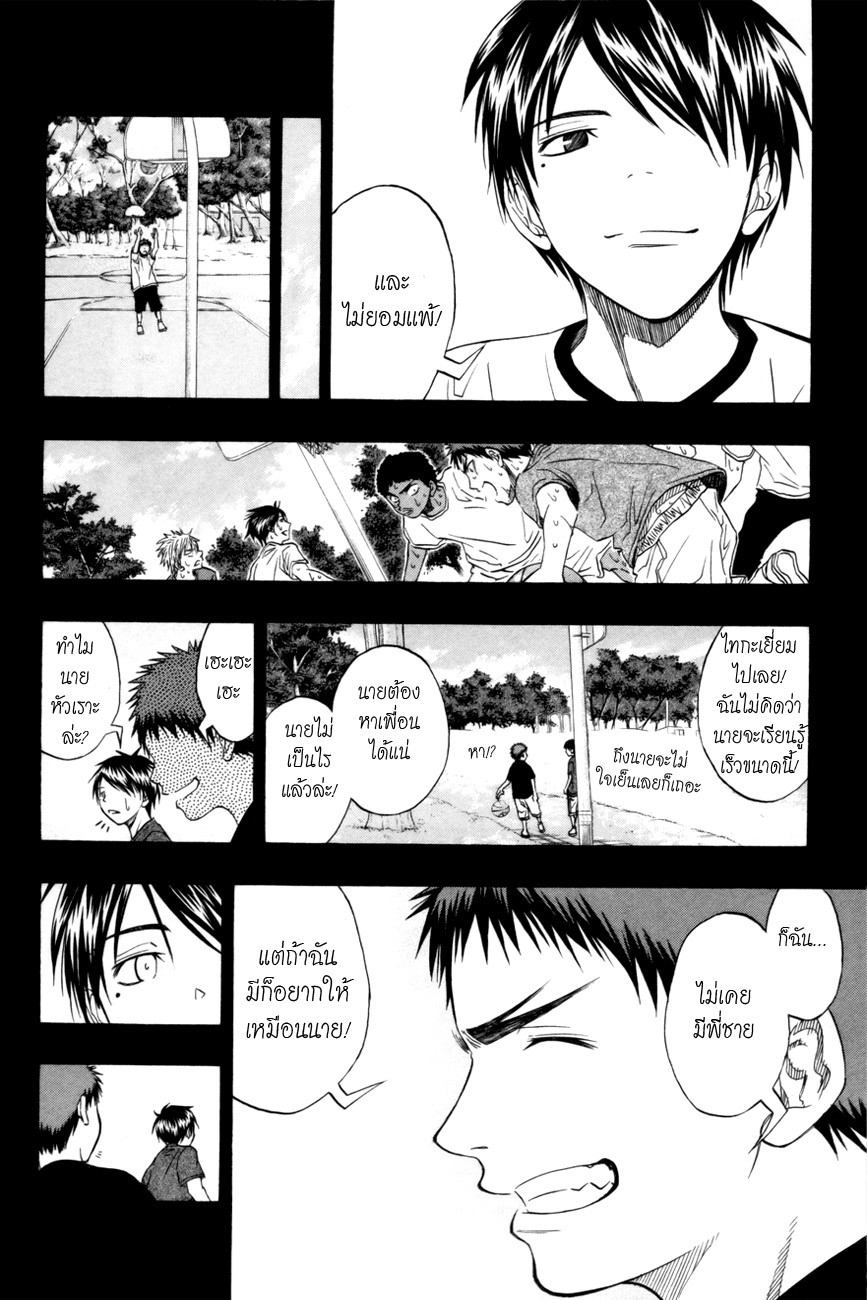 และ
ไม่ยอมแพ้!
ไทกะเยี่ยม
ไปเลย!
ฉันไม่คิดว่า
นายจะเรียนรู้
เร็วขนาดนี้!
ถึงนายจะไม่
ใจเย็นเลยก็เถอะ
หา!?
นายต้อง
หาเพื่อน
ได้แน่
นายไม่
เป็นไร
แล้วล่ะ!
เฮะเฮะ
เฮะ
ทำไม
นาย
หัวเราะ
ล่ะ?
ก็ฉัน...
ไม่เคย
มีพี่ชาย
แต่ถ้าฉัน
มีก็อยากให้
เหมือนนาย!